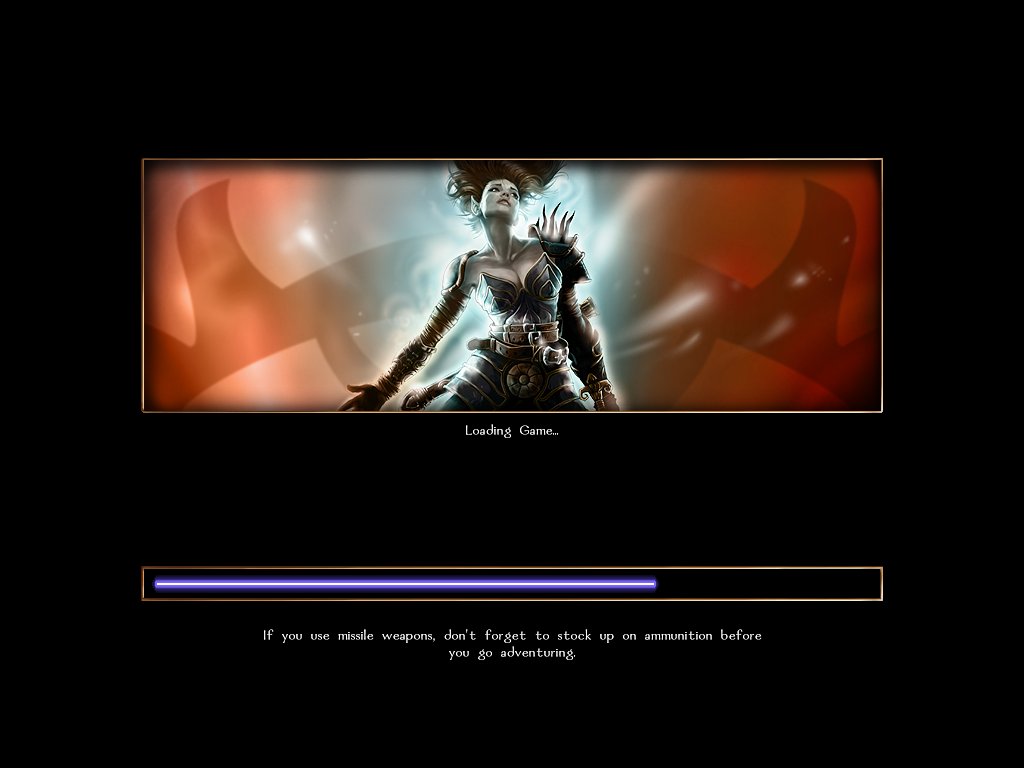 Loading Game...
If you use missile weapons, don't forget to stock up on ammunition before
you go adventuring.